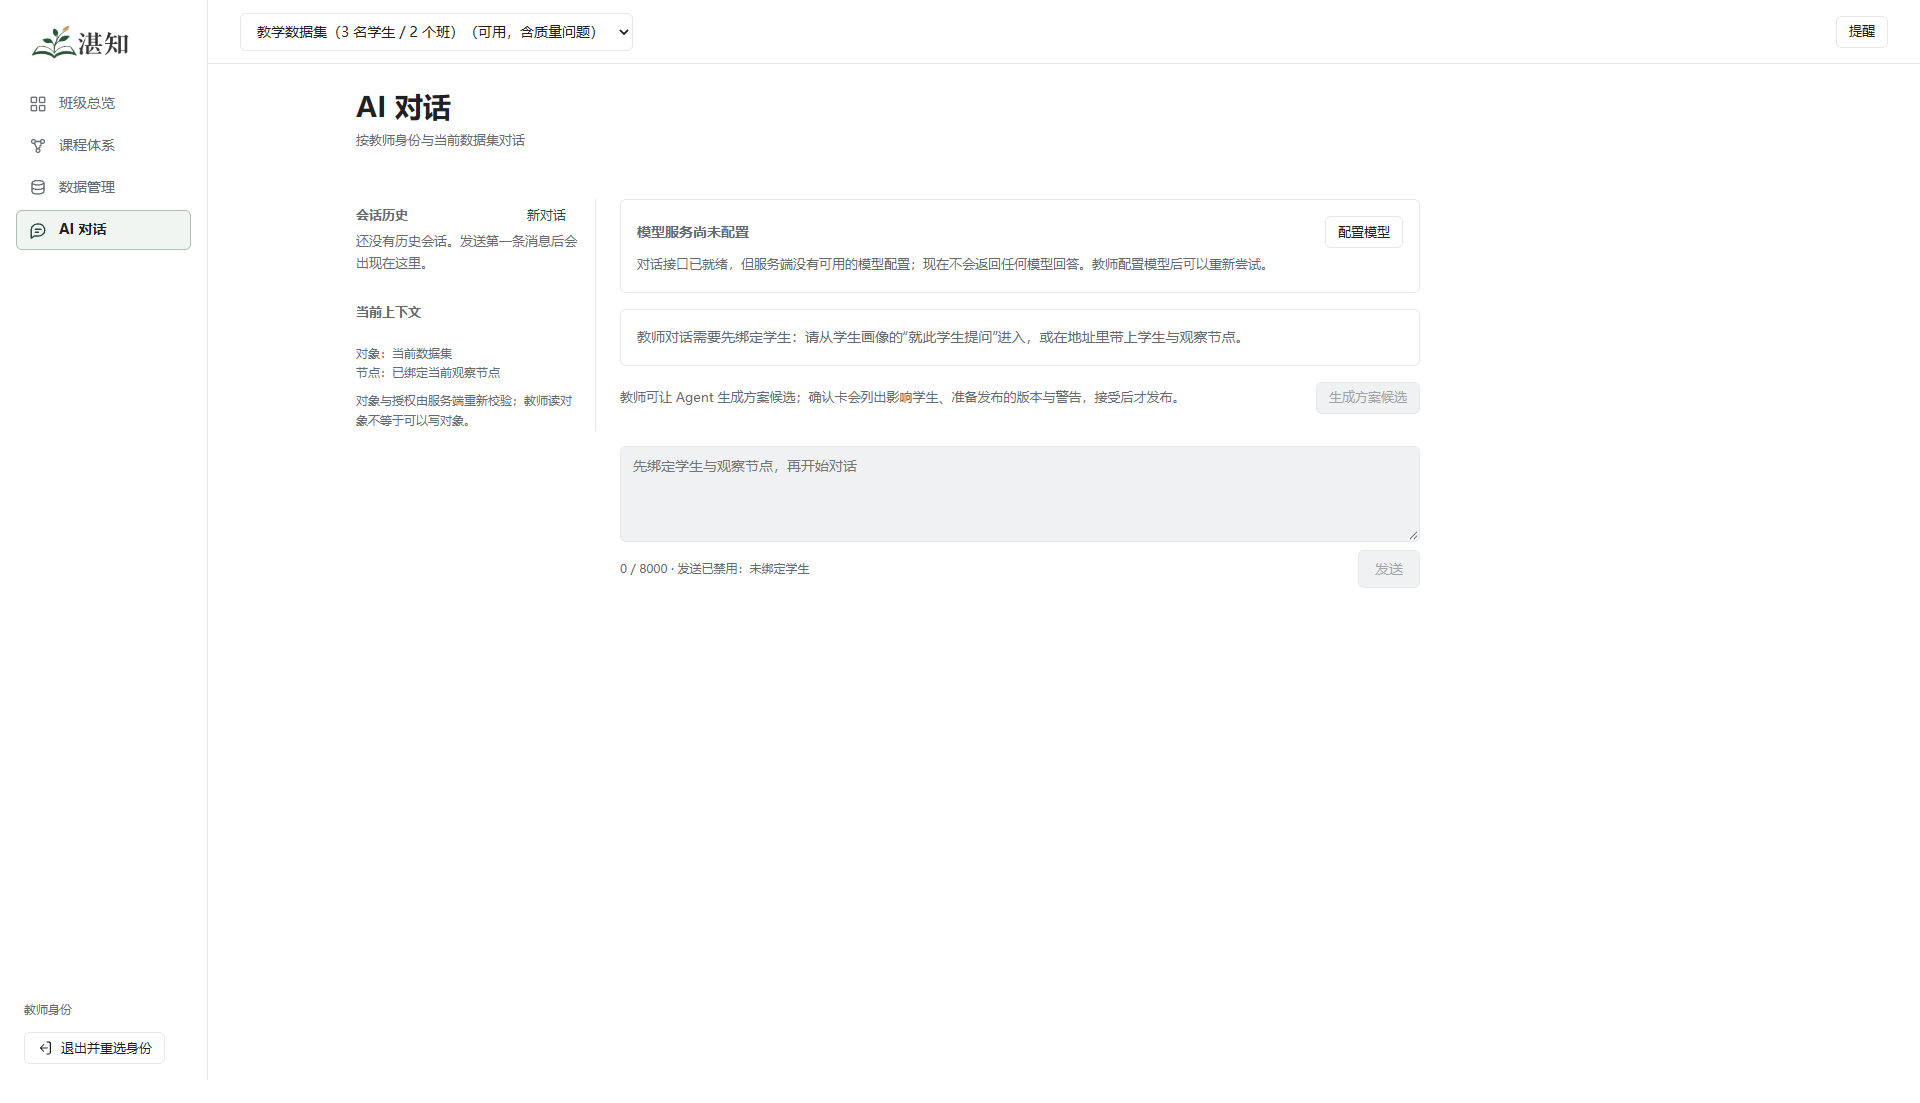 湛知
班级总览
课程体系
数据管理
AI 对话
教师身份
退出并重选身份
教学数据集（3 名学生 / 2 个班）（可用，含质量问题）
提醒
AI 对话
按教师身份与当前数据集对话
会话历史
新对话
还没有历史会话。发送第一条消息后会
出现在这里。
当前上下文
对象：当前数据集
节点：已绑定当前观察节点
对象与授权由服务端重新校验；教师读对
象不等于可以写对象。
模型服务尚未配置
配置模型
对话接口已就绪，但服务端没有可用的模型配置；现在不会返回任何模型回答。教师配置模型后可以重新尝试。
教师对话需要先绑定学生：请从学生画像的“就此学生提问”进入，或在地址里带上学生与观察节点。
教师可让 Agent 生成方案候选；确认卡会列出影响学生、准备发布的版本与警告，接受后才发布。
生成方案候选
先绑定学生与观察节点，再开始对话
0 / 8000 · 发送已禁用：未绑定学生
发送